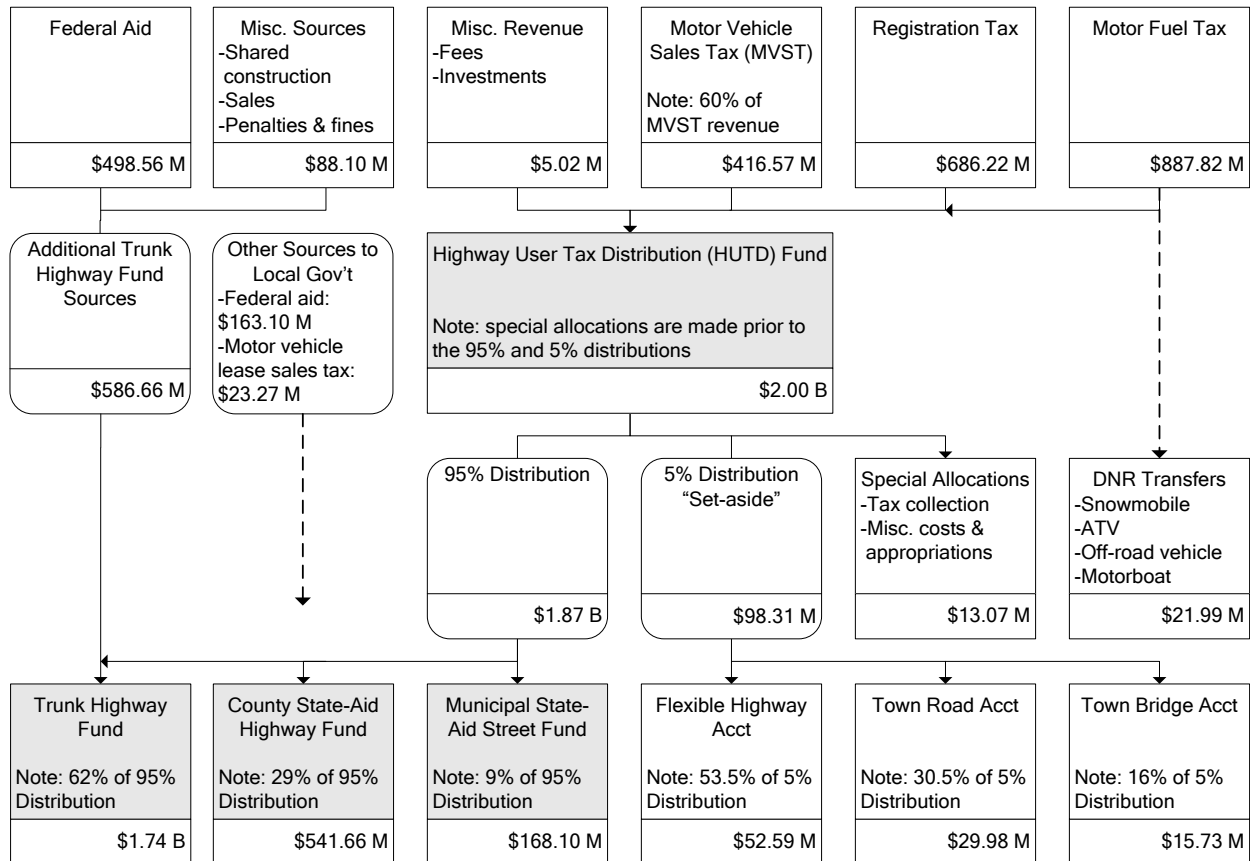 Federal Aid
$498.56 M
Misc. Sources
-Shared
construction
-Sales
-Penalties & fines
$88.10 M
Misc. Revenue
-Fees
-Investments
$5.02 M
Motor Vehicle
Sales Tax (MVST)
Note: 60% of
MVST revenue
$416.57 M
Registration Tax
$686.22 M
Motor Fuel Tax
$887.82 M
Additional Trunk
Highway Fund
Sources
$586.66 M
Other Sources to
Local Gov't
-Federal aid:
$163.10 M
-Motor vehicle
lease sales tax:
$23.27 M
Highway User Tax Distribution (HUTD) Fund
Note: special allocations are made prior to
the 95% and 5% distributions
$2.00 B
95% Distribution
$1.87 B
5% Distribution
“Set-aside”
$98.31 M
Special Allocations
-Tax collection
-Misc. costs &
appropriations
$13.07 M
DNR Transfers
-Snowmobile
-ATV
-Off-road vehicle
-Motorboat
$21.99 M
Trunk Highway
Fund
Note: 62% of 95%
Distribution
$1.74 B
County State-Aid
Highway Fund
Note: 29% of 95%
Distribution
$541.66 M
Municipal State-
Aid Street Fund
Note: 9% of 95%
Distribution
$168.10 M
Flexible Highway
Acct
Note: 53.5% of 5%
Distribution
$52.59 M
Town Road Acct
Note: 30.5% of 5%
Distribution
$29.98 M
Town Bridge Acct
Note: 16% of 5%
Distribution
$15.73 M